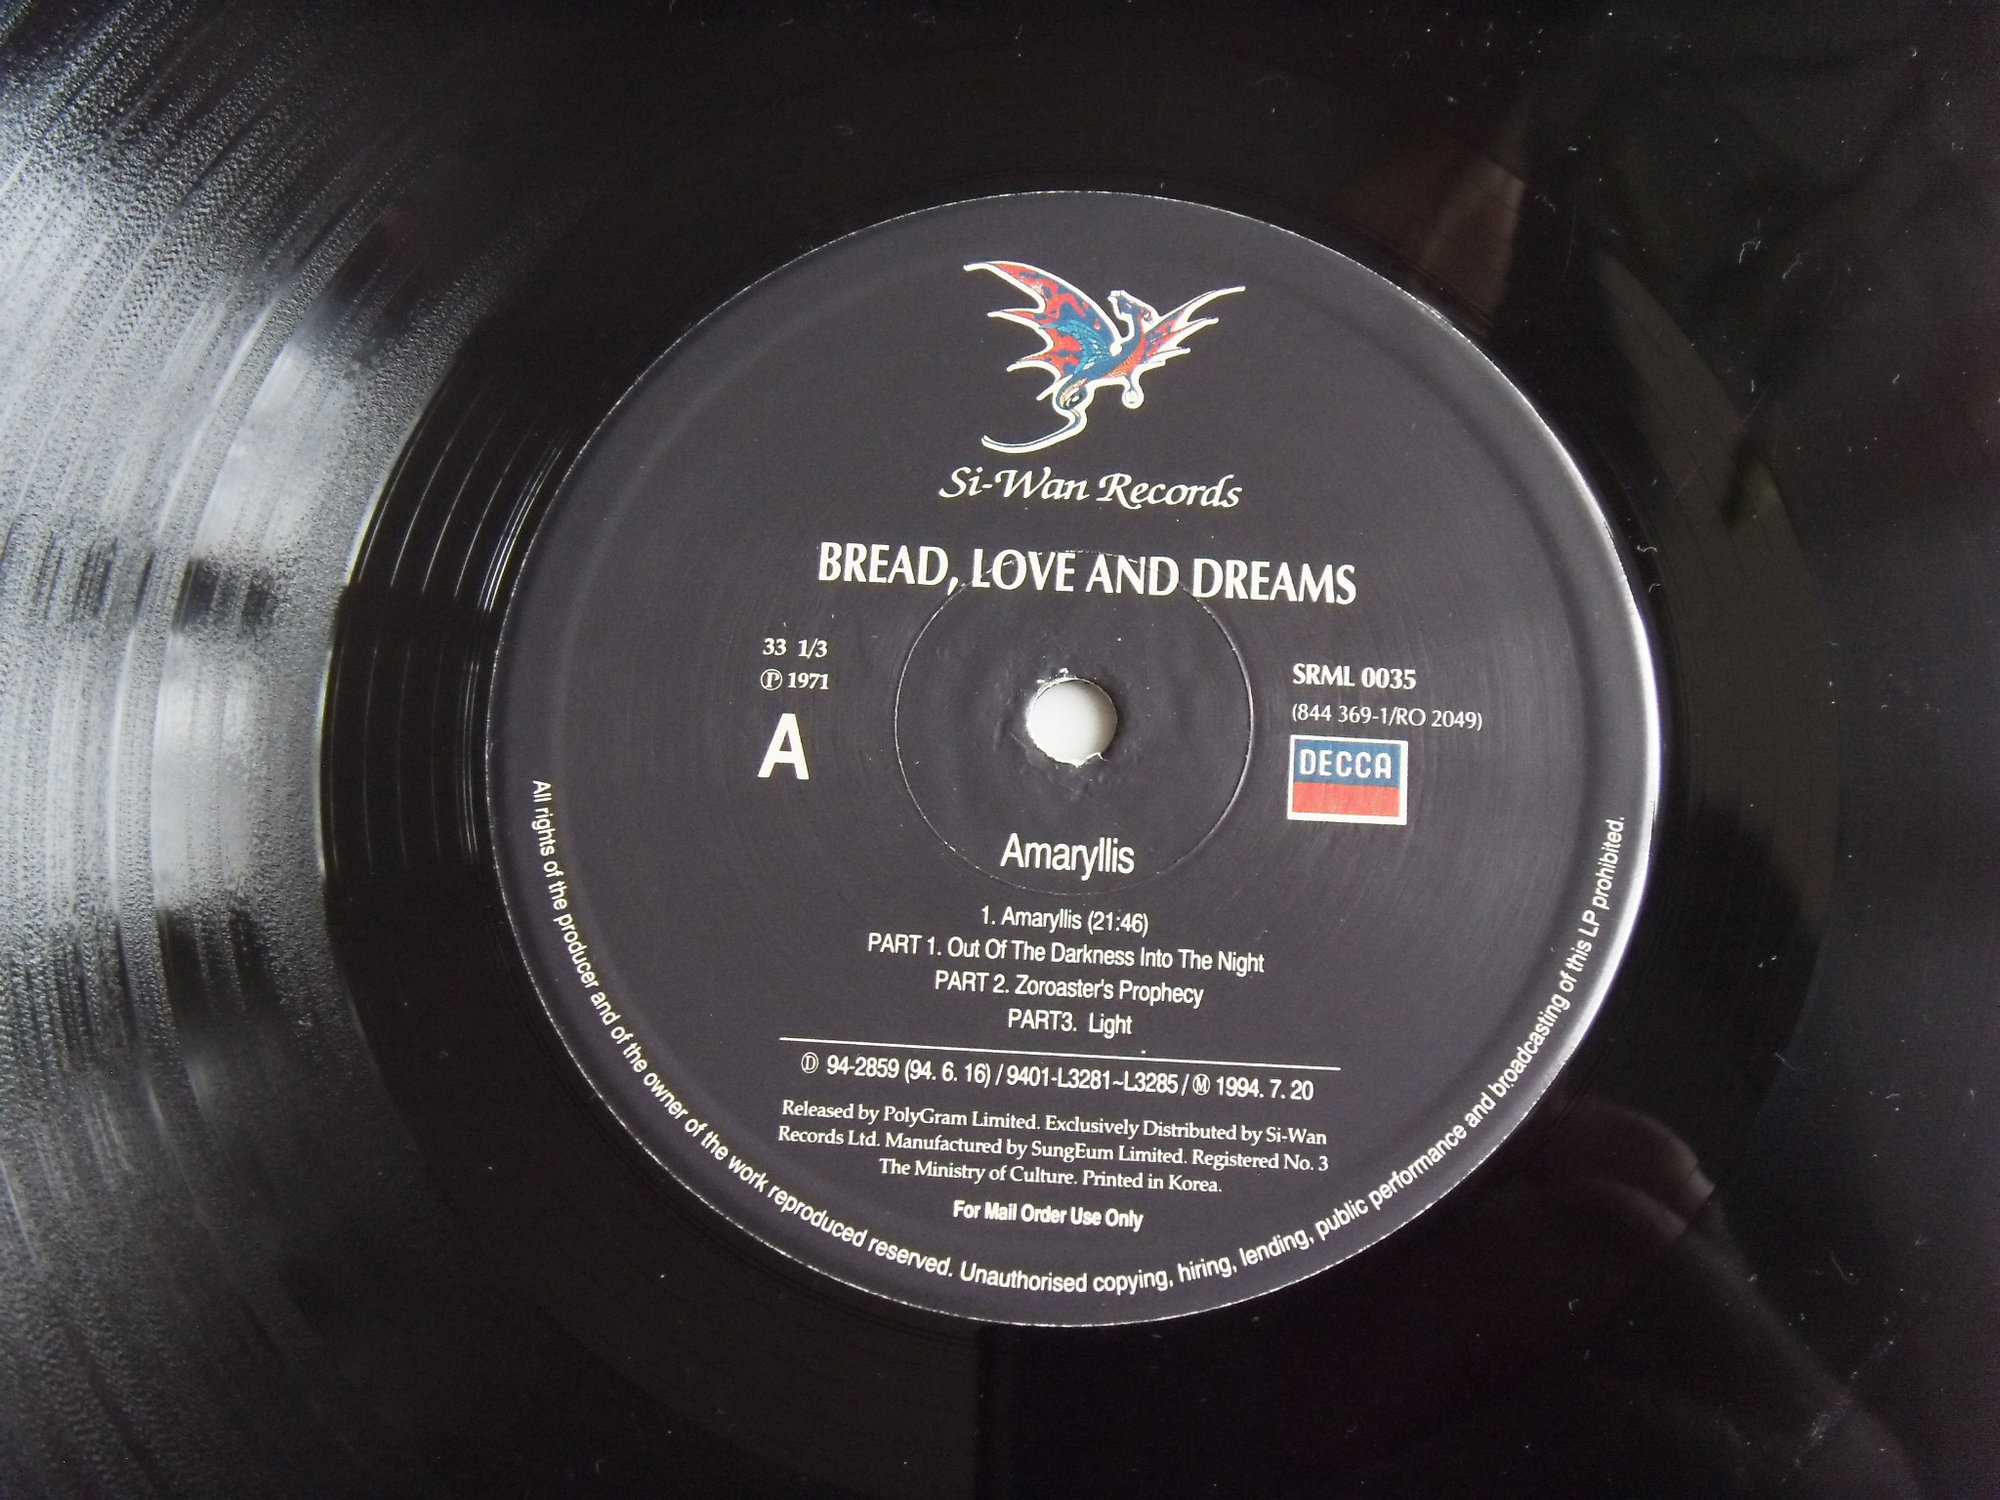 Si-Wan Records
BREAD, LOVE AND DREAMS
33 1/3
Ⓟ 1971
A
SRML 0035
(844 369-1/RO 2049)
DECCA
Amaryllis
1. Amaryllis (21:46)
PART 1. Out Of The Darkness Into The Night
PART 2. Zoroaster's Prophecy
PART3. Light
Ⓓ 94-2859 (94. 6. 16) / 9401-L3281~L3285 / Ⓜ 1994. 7. 20
Released by PolyGram Limited. Exclusively Distributed by Si-Wan
Records Ltd. Manufactured by SungEum Limited. Registered No. 3
The Ministry of Culture. Printed in Korea.
For Mail Order Use Only
All rights of the producer and of the owner of the work reproduced reserved. Unauthorised copying, hiring, lending, public performance and broadcasting of this LP prohibited.